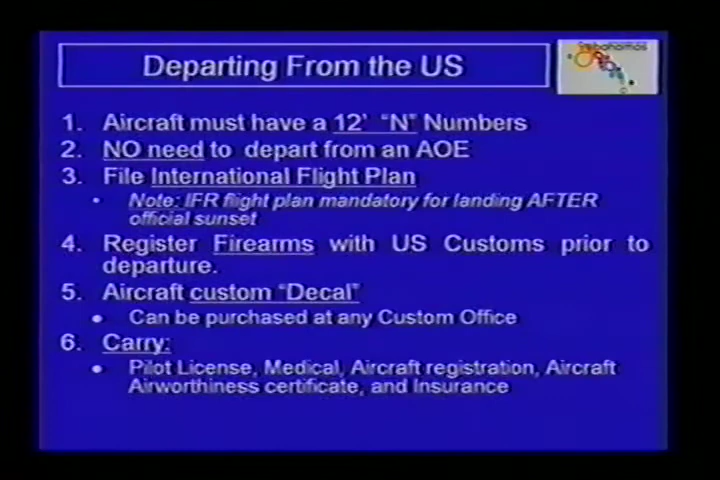 Departing From the US
bahamas
1. Aircraft must have a 12' "N" Numbers
2. NO need to depart from an AOE
3. File International Flight Plan
• Note: IFR flight plan mandatory for landing AFTER
official sunset
4. Register Firearms with US Customs prior to
departure.
5. Aircraft custom "Decal"
• Can be purchased at any Custom Office
6. Carry:
• Pilot License, Medical, Aircraft registration, Aircraft
Airworthiness certificate, and Insurance